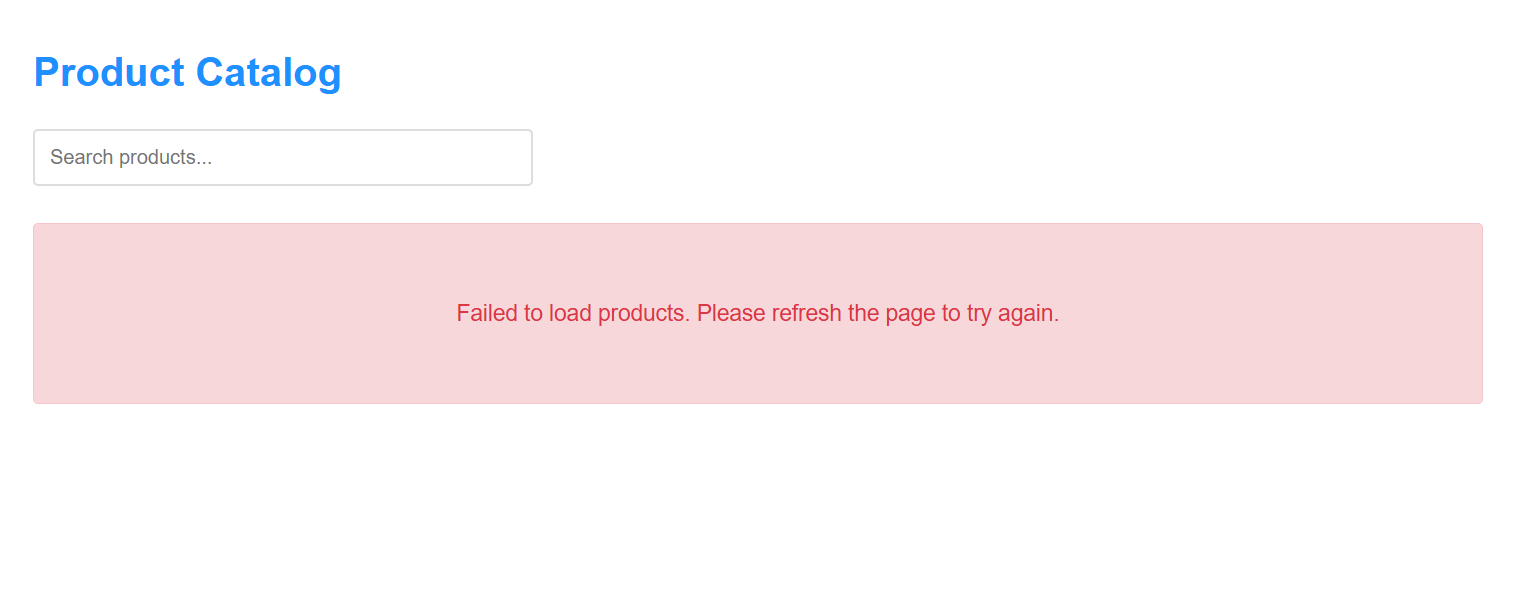 Product Catalog
Search products...
Failed to load products. Please refresh the page to try again.